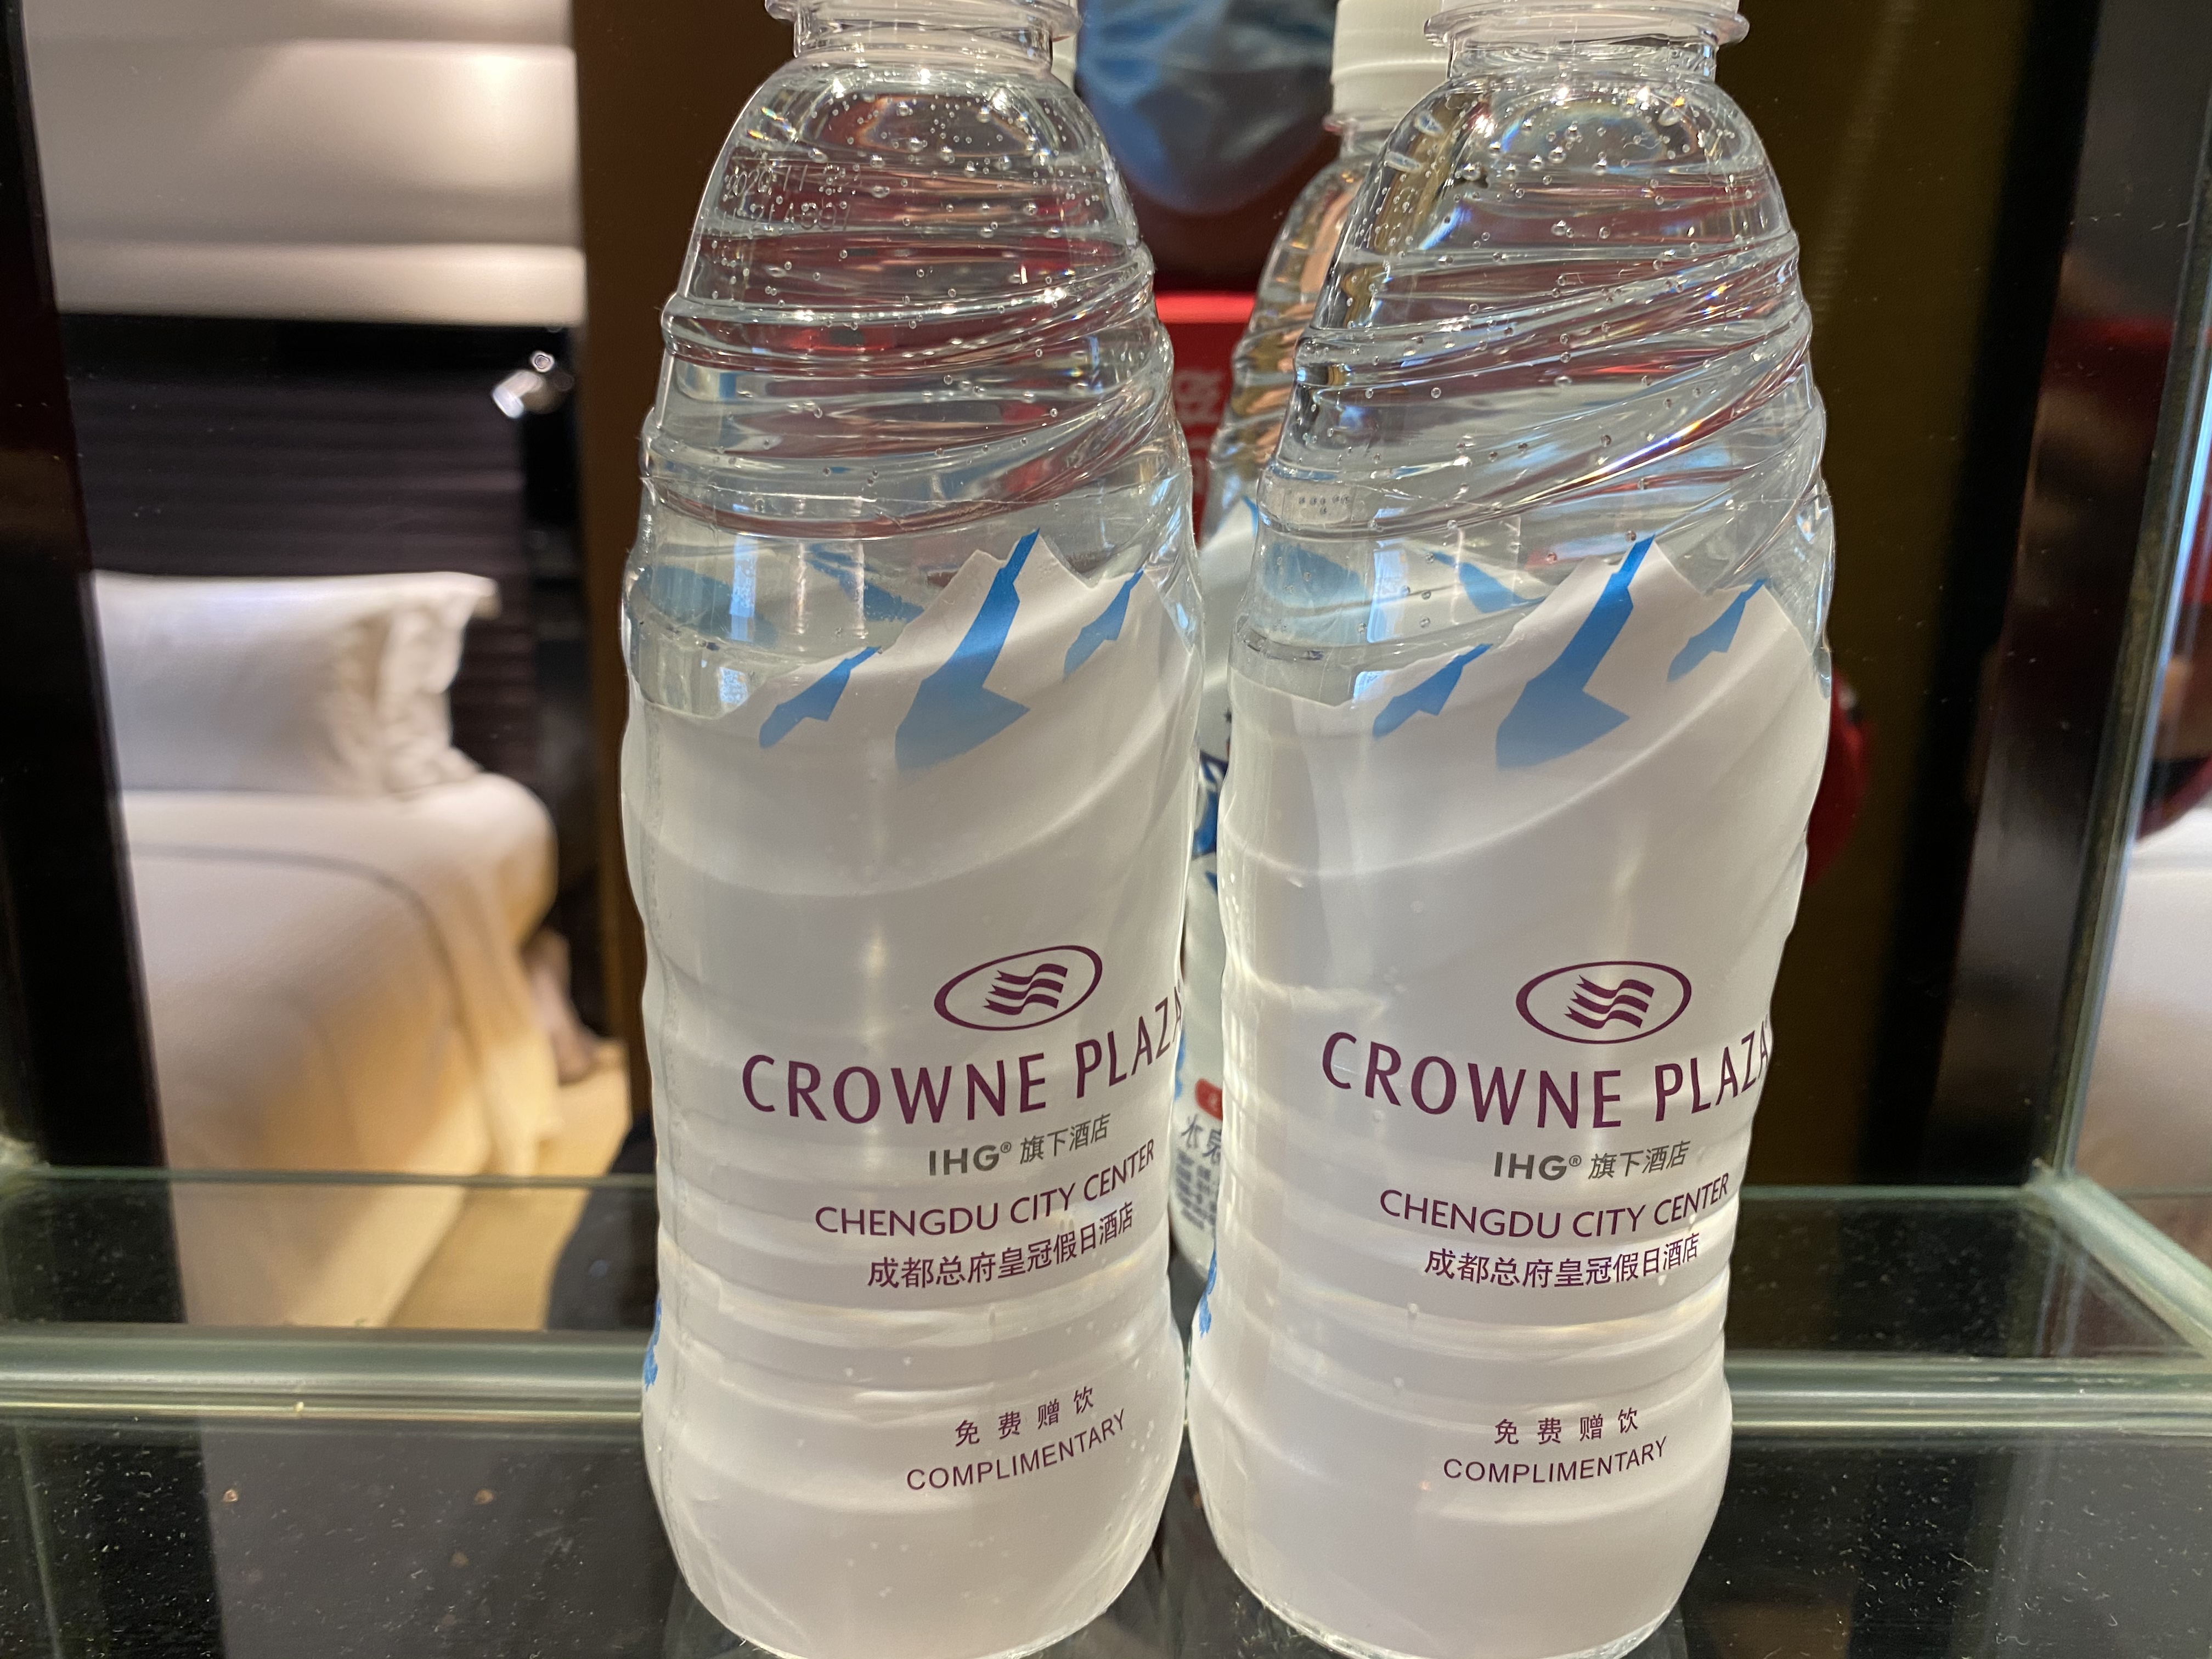 CROWNE PLAZA
IHG® 旗下酒店
CHENGDU CITY CENTER
成都总府皇冠假日酒店
免费赠饮
COMPLIMENTARY
CROWNE PLAZA
IHG® 旗下酒店
CHENGDU CITY CENTER
成都总府皇冠假日酒店
免费赠饮
COMPLIMENTARY